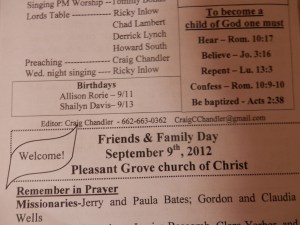 Singing PM Worship --Tommy
Lords Table --------- Ricky Inlow
Chad Lambert
Derrick Lynch
Howard South
Preaching ------------ Craig Chandler
Wed. night singing ---- Ricky Inlow
Birthdays
Allison Rorie – 9/11
Shailyn Davis– 9/13
To become a
child of God one must
Hear – Rom. 10:17
Believe – Jo. 3:16
Repent – Lu. 13:3
Confess – Rom. 10:9-10
Be baptized - Acts 2:38
Editor: Craig Chandler - 662-663-0362 CraigCChandler@gmail.com
Welcome!
Friends & Family Day
September 9th, 2012
Pleasant Grove church of Christ
Remember in Prayer
Missionaries-Jerry and Paula Bates; Gordon and Claudia
Wells